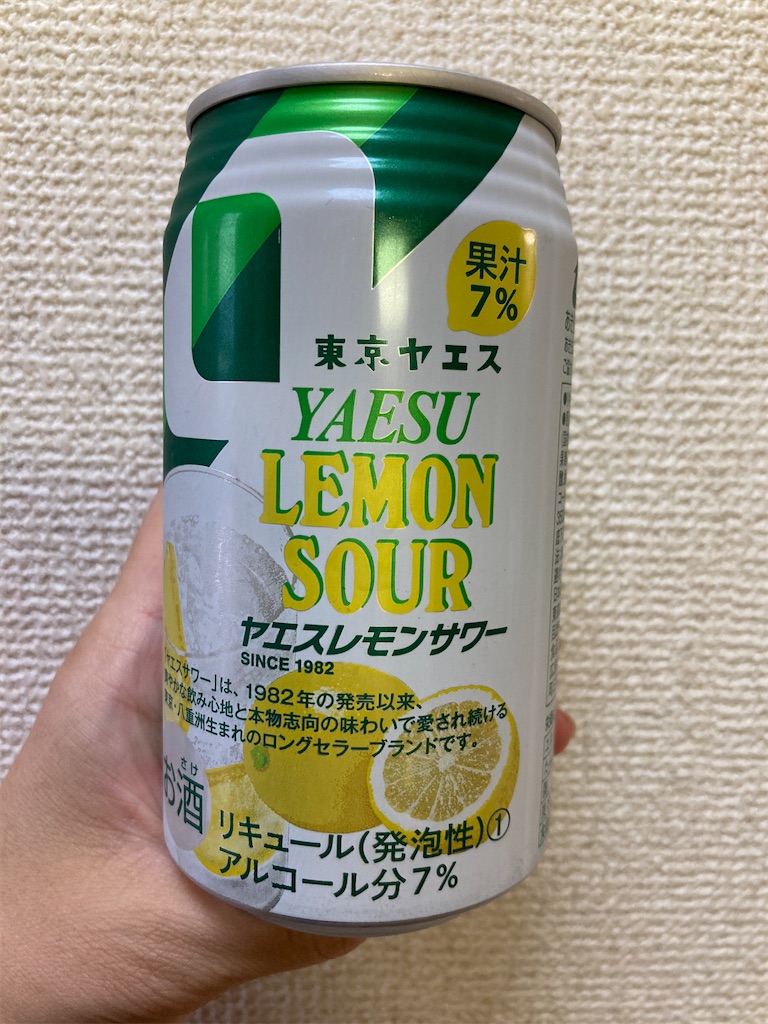 果汁
7%
東京ヤエス
YAESU
LEMON
SOUR
ヤエスレモンサワー
SINCE 1982
「ヤエスサワー」は、1982年の発売以来、
爽やかな飲み心地と本物志向の味わいで愛され続ける
東京・八重洲生まれのロングセラーブランドです。
さけ
お酒
リキュール(発泡性)①
アルコール分7%